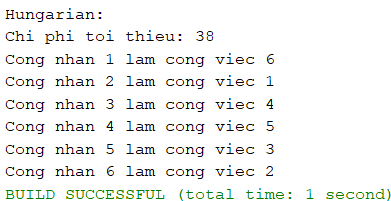 Hungarian:
Chi phi toi thieu: 38
Cong nhan 1 lam cong viec 6
Cong nhan 2 lam cong viec 1
Cong nhan 3 lam cong viec 4
Cong nhan 4 lam cong viec 5
Cong nhan 5 lam cong viec 3
Cong nhan 6 lam cong viec 2
BUILD SUCCESSFUL (total time: 1 second)